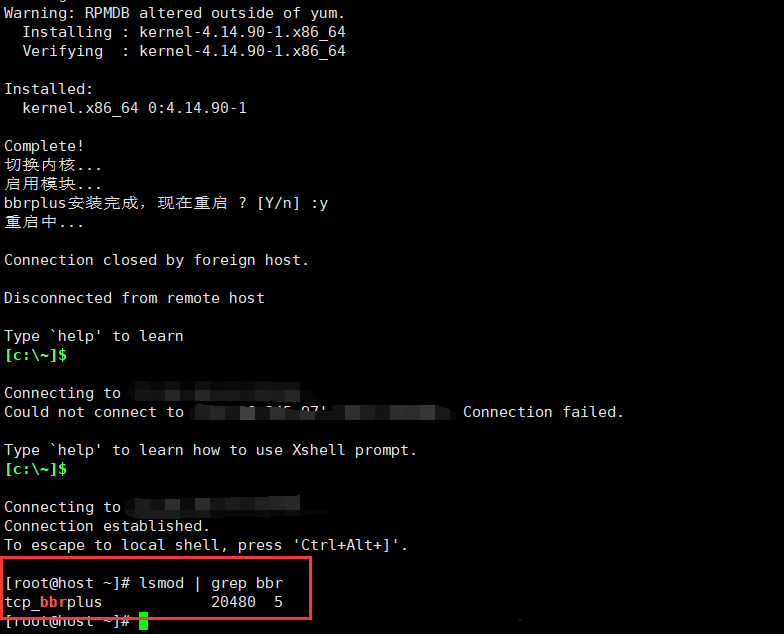 Warning: RPMDB altered outside of yum.
  Installing : kernel-4.14.90-1.x86_64
  Verifying  : kernel-4.14.90-1.x86_64
Installed:
  kernel.x86_64 0:4.14.90-1
Complete!
切换内核...
启用模块...
bbrplus安装完成，现在重启 ? [Y/n] :y
重启中...
Connection closed by foreign host.
Disconnected from remote host
Type `help' to learn
[c:\~]$
Connecting to
Could not connect to Connection failed.
Type `help' to learn how to use Xshell prompt.
[c:\~]$
Connecting to
Connection established.
To escape to local shell, press 'Ctrl+Alt+]'.
[root@host ~]# lsmod | grep bbr
tcp_bbrplus            20480  5
[root@host ~]#